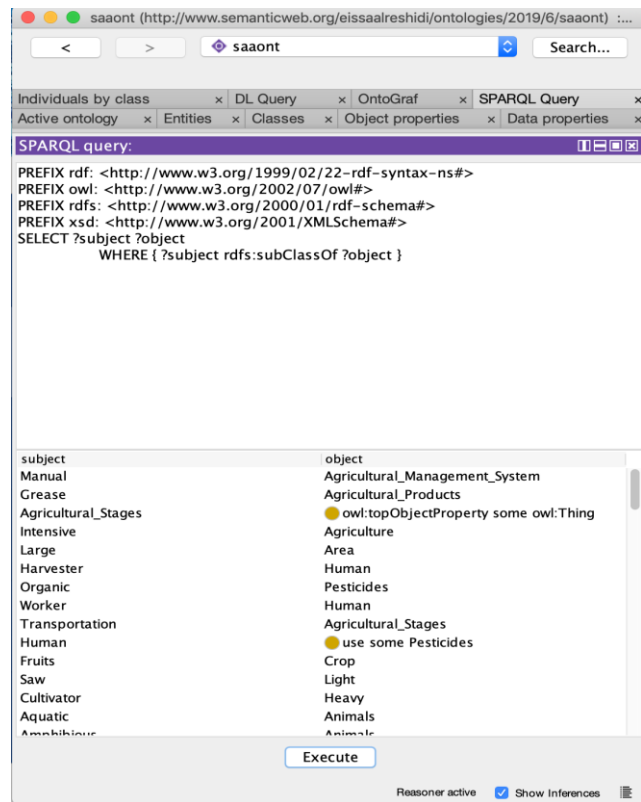 saaont (http://www.semanticweb.org/eissaalreshidi/ontologies/2019/6/saaont) :...
< > saaont Search...
Individuals by class × DL Query × OntoGraf × SPARQL Query ×
Active ontology × Entities × Classes × Object properties × Data properties ×
SPARQL query:
PREFIX rdf: <http://www.w3.org/1999/02/22-rdf-syntax-ns#>
PREFIX owl: <http://www.w3.org/2002/07/owl#>
PREFIX rdfs: <http://www.w3.org/2000/01/rdf-schema#>
PREFIX xsd: <http://www.w3.org/2001/XMLSchema#>
SELECT ?subject ?object
WHERE { ?subject rdfs:subClassOf ?object }
subject object
Manual Agricultural_Management_System
Grease Agricultural_Products
Agricultural_Stages owl:topObjectProperty some owl:Thing
Intensive Agriculture
Large Area
Harvester Human
Organic Pesticides
Worker Human
Transportation Agricultural_Stages
Human use some Pesticides
Fruits Crop
Saw Light
Cultivator Heavy
Aquatic Animals
Amphibious Animals
Execute
Reasoner active Show Inferences